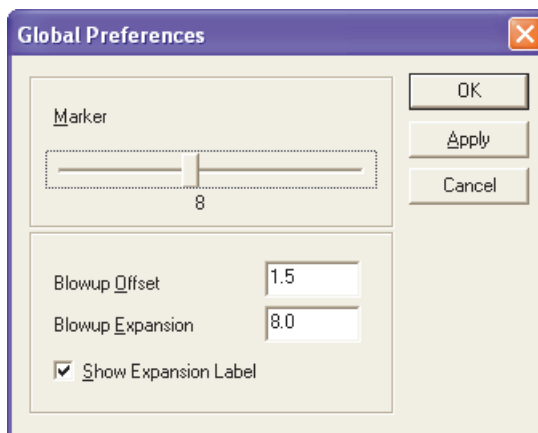 Global Preferences
OK
Marker
Apply
8
Cancel
Blowup Offset 1.5
Blowup Expansion 8.0
Show Expansion Label